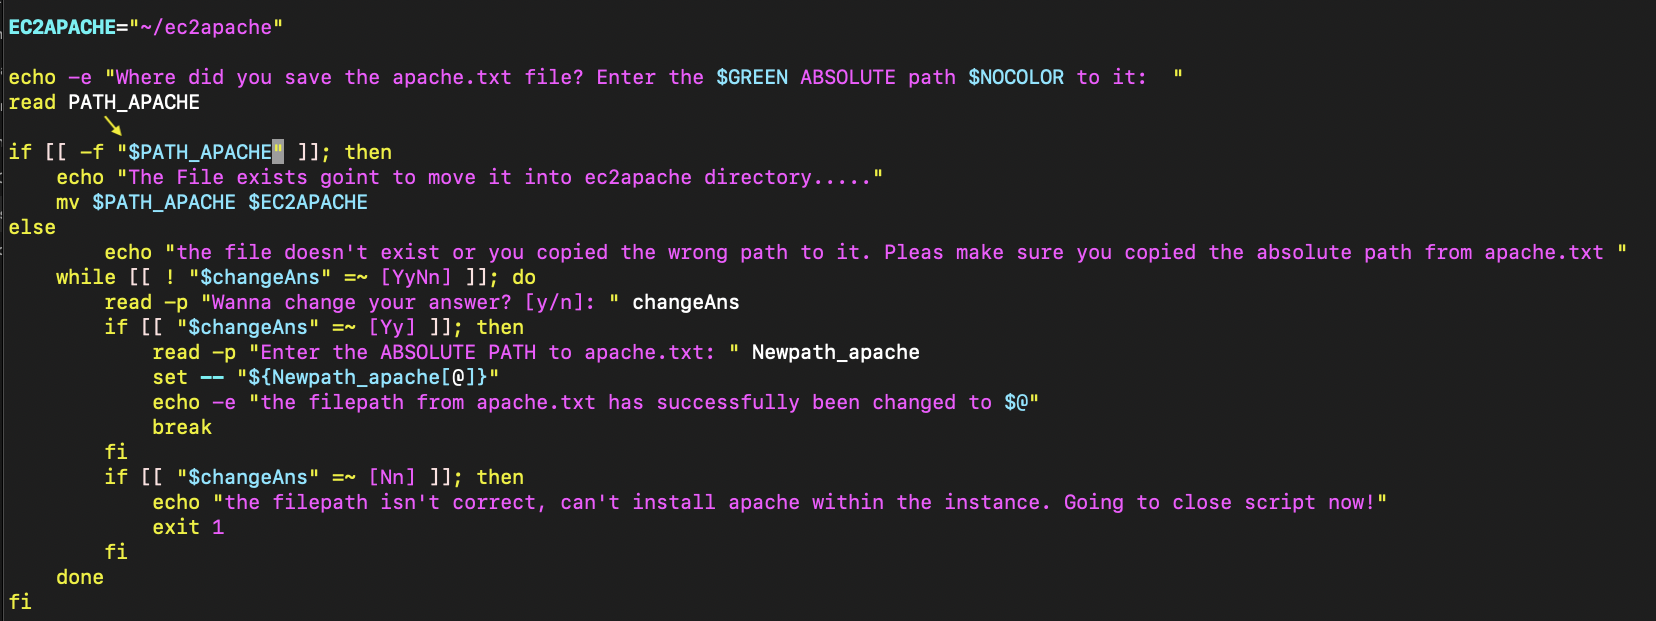 EC2APACHE="~/ec2apache"
echo -e "Where did you save the apache.txt file? Enter the $GREEN ABSOLUTE path $NOCOLOR to it:  "
read PATH_APACHE
if [[ -f "$PATH_APACHE" ]]; then
    echo "The File exists goint to move it into ec2apache directory....."
    mv $PATH_APACHE $EC2APACHE
else
        echo "the file doesn't exist or you copied the wrong path to it. Pleas make sure you copied the absolute path from apache.txt "
    while [[ ! "$changeAns" =~ [YyNn] ]]; do
        read -p "Wanna change your answer? [y/n]: " changeAns
        if [[ "$changeAns" =~ [Yy] ]]; then
            read -p "Enter the ABSOLUTE PATH to apache.txt: " Newpath_apache
            set -- "${Newpath_apache[@]}"
            echo -e "the filepath from apache.txt has successfully been changed to $@"
            break
        fi
        if [[ "$changeAns" =~ [Nn] ]]; then
            echo "the filepath isn't correct, can't install apache within the instance. Going to close script now!"
            exit 1
        fi
    done
fi